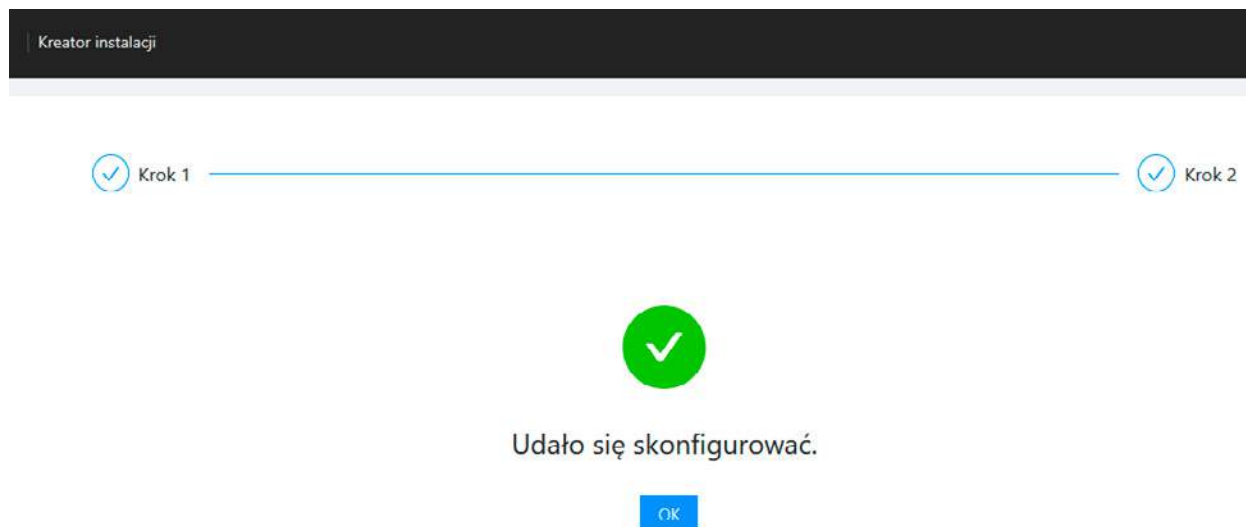 Kreator instalacji
Krok 1
Krok 2
Udało się skonfigurować.
OK